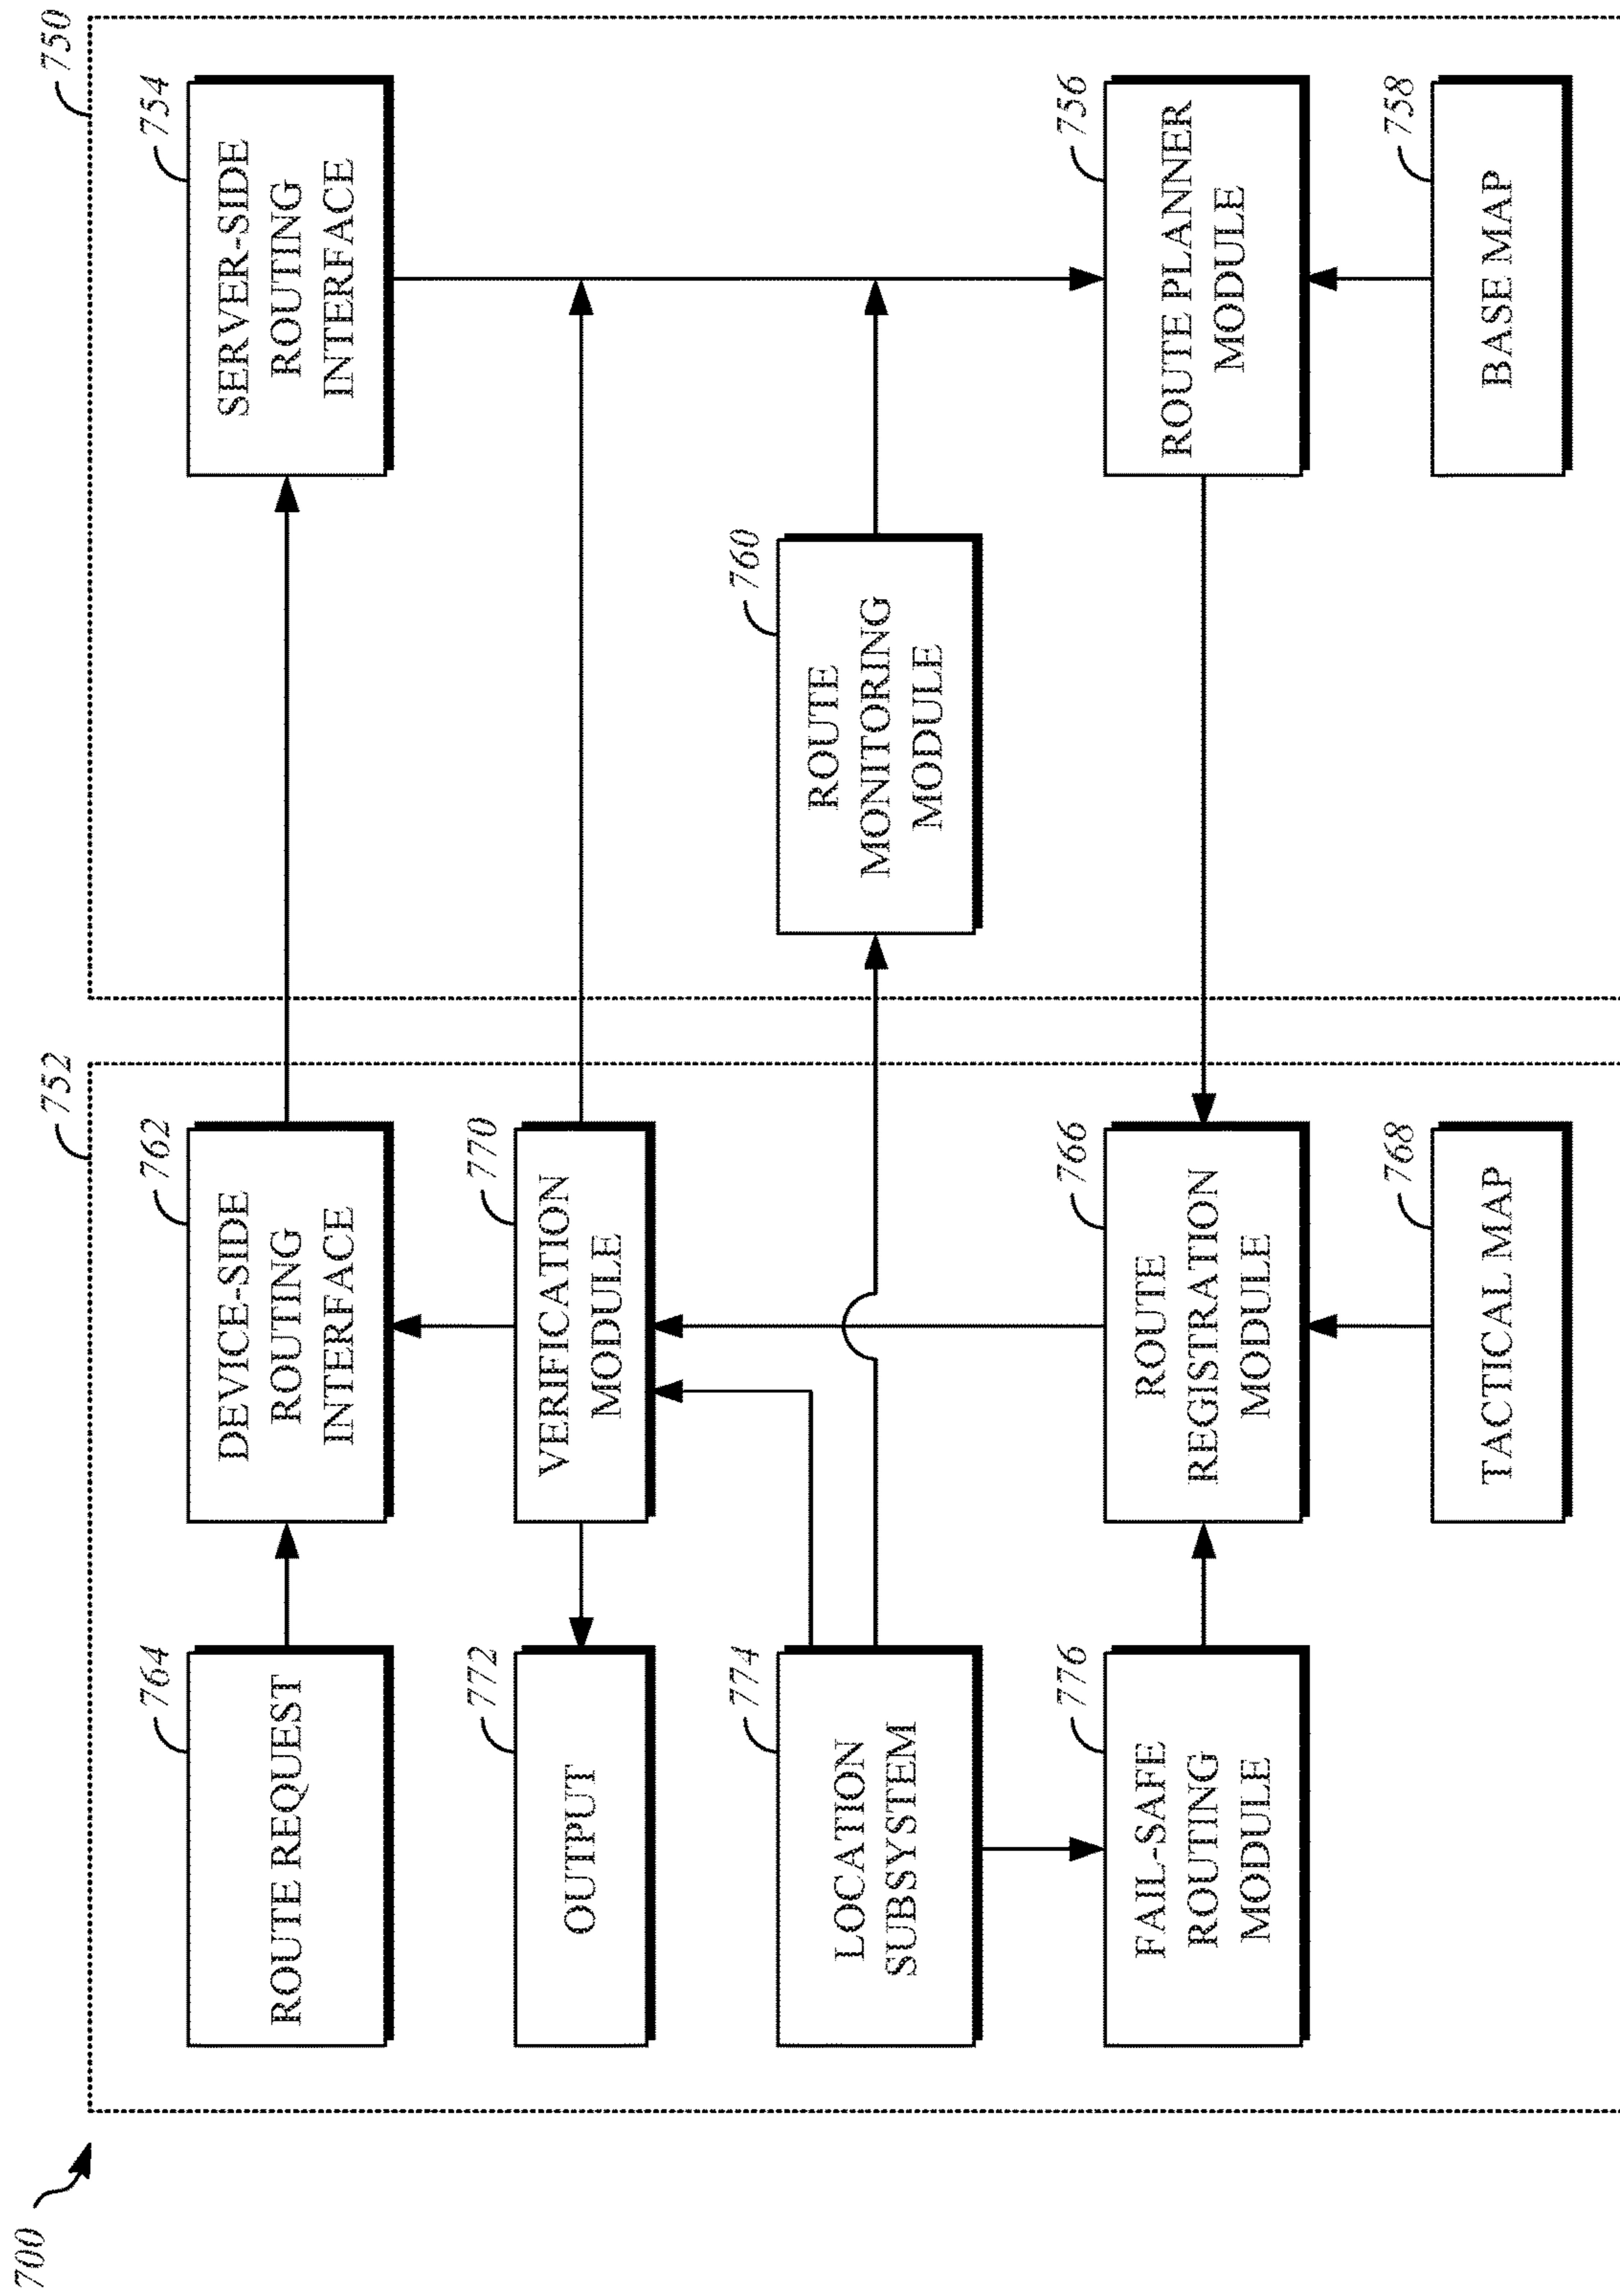 700
752
750
764
ROUTE REQUEST
762
DEVICE-SIDE
ROUTING
INTERFACE
754
SERVER-SIDE
ROUTING
INTERFACE
772
OUTPUT
770
VERIFICATION
MODULE
774
LOCATION
SUBSYSTEM
760
ROUTE
MONITORING
MODULE
776
FAIL-SAFE
ROUTING
MODULE
766
ROUTE
REGISTRATION
MODULE
756
ROUTE PLANNER
MODULE
768
TACTICAL MAP
758
BASE MAP